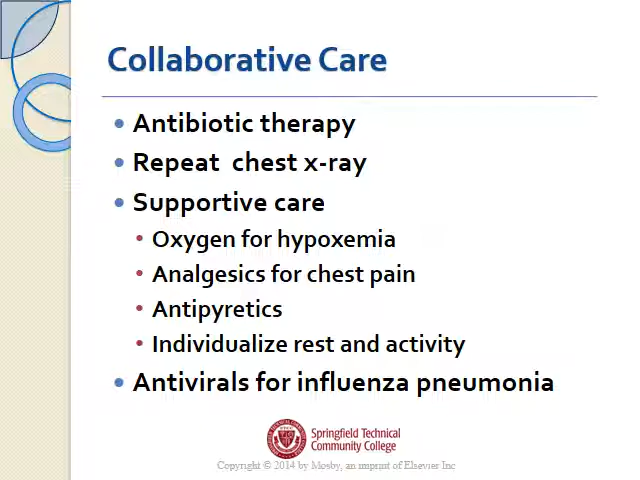 Collaborative Care
Antibiotic therapy
Repeat chest x-ray
Supportive care
Oxygen for hypoxemia
Analgesics for chest pain
Antipyretics
Individualize rest and activity
Antivirals for influenza pneumonia
Springfield Technical
Community College
Copyright © 2014 by Mosby, an imprint of Elsevier Inc